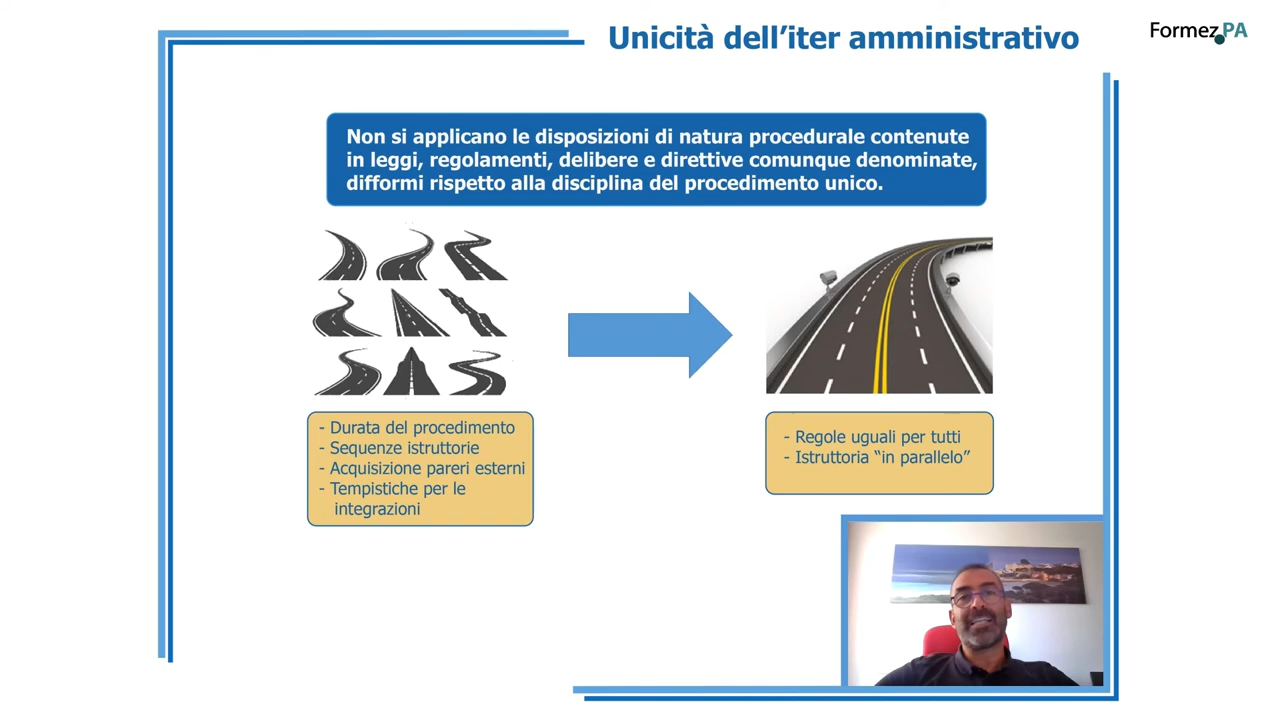 Unicità dell’iter amministrativo
Formez PA
Non si applicano le disposizioni di natura procedurale contenute
in leggi, regolamenti, delibere e direttive comunque denominate,
difformi rispetto alla disciplina del procedimento unico.
- Durata del procedimento
- Sequenze istruttorie
- Acquisizione pareri esterni
- Tempistiche per le
integrazioni
- Regole uguali per tutti
- Istruttoria “in parallelo”